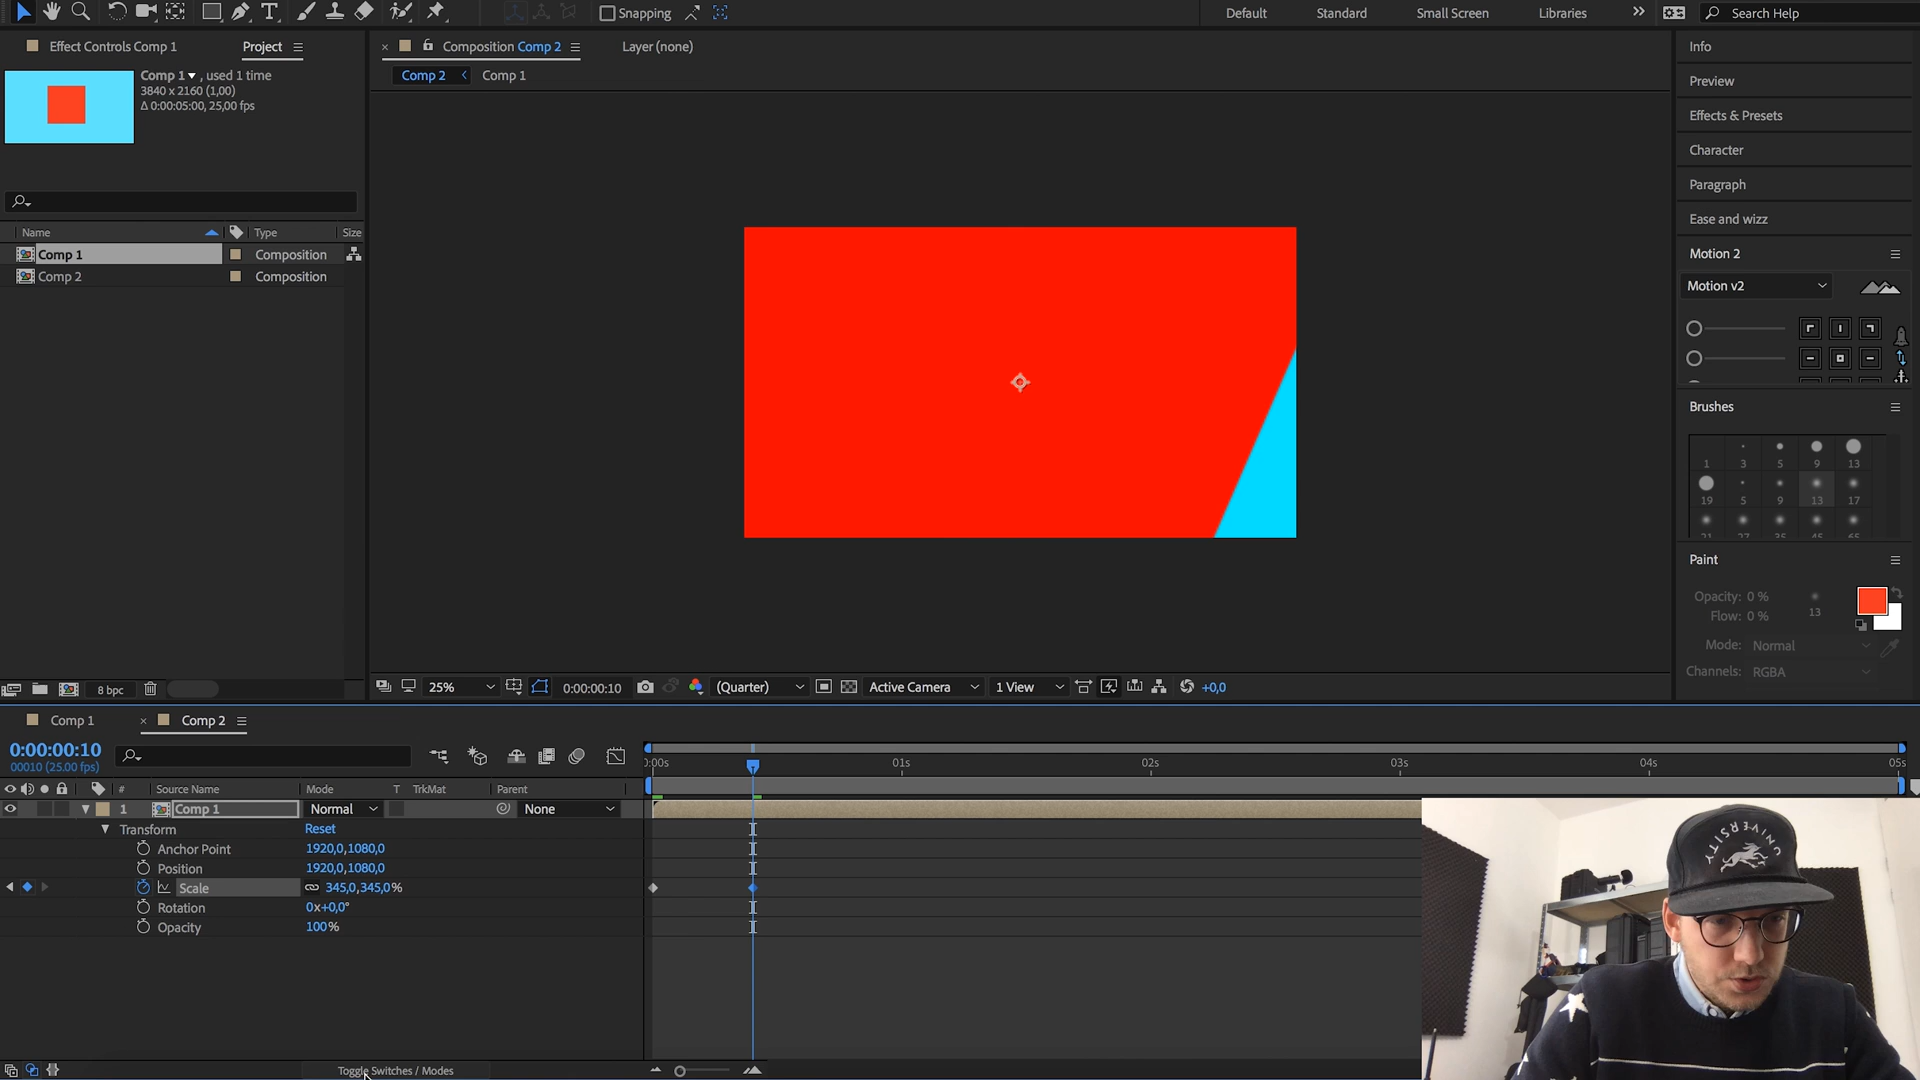 Snapping
Default
Standard
Small Screen
Libraries
Search Help
Effect Controls Comp 1
Project
Composition Comp 2
Layer (none)
Info
Comp 1 , used 1 time
3840 x 2160 (1,00)
Δ 0:00:05:00, 25,00 fps
Comp 2
Comp 1
Preview
Effects & Presets
Character
Paragraph
Ease and wizz
Name
Type
Size
Comp 1
Composition
Comp 2
Composition
Motion 2
Motion v2
Brushes
1
3
5
9
13
19
5
9
13
17
21
27
35
45
65
Paint
Opacity: 0 %
Flow: 0 %
13
Mode: Normal
Channels: RGBA
8 bpc
25%
0:00:00:10
(Quarter)
Active Camera
1 View
+0,0
Comp 1
Comp 2
0:00:00:10
00010 (25.00 fps)
0:00s
01s
02s
03s
04s
05s
#
Source Name
Mode
T
TrkMat
Parent
1
Comp 1
Normal
None
Transform
Reset
Anchor Point
1920,0,1080,0
Position
1920,0,1080,0
Scale
345,0,345,0%
Rotation
0x+0,0°
Opacity
100%
Toggle Switches / Modes
UNIVERSITY